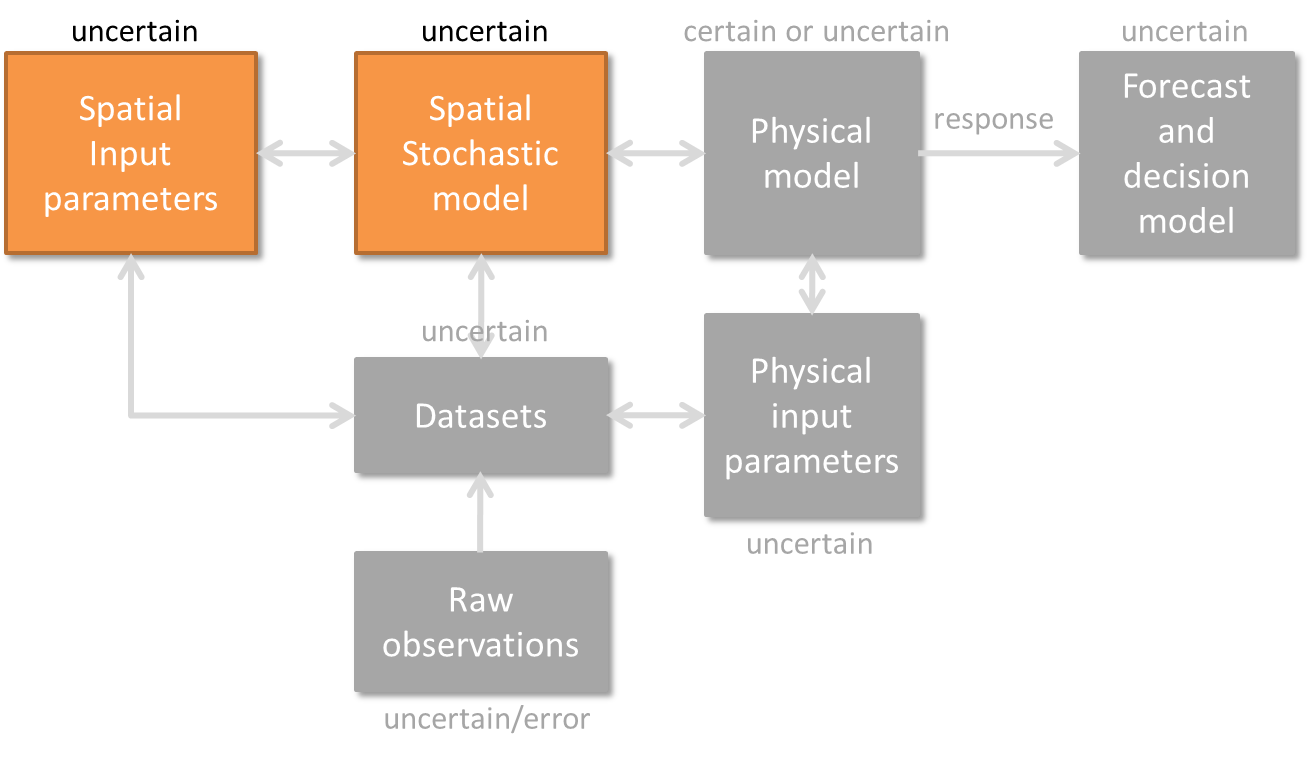 uncertain
uncertain
certain or uncertain
uncertain
Spatial
Input
parameters
Spatial
Stochastic
model
Physical
model
response
Forecast
and
decision
model
uncertain
Datasets
Physical
input
parameters
uncertain
Raw
observations
uncertain/error